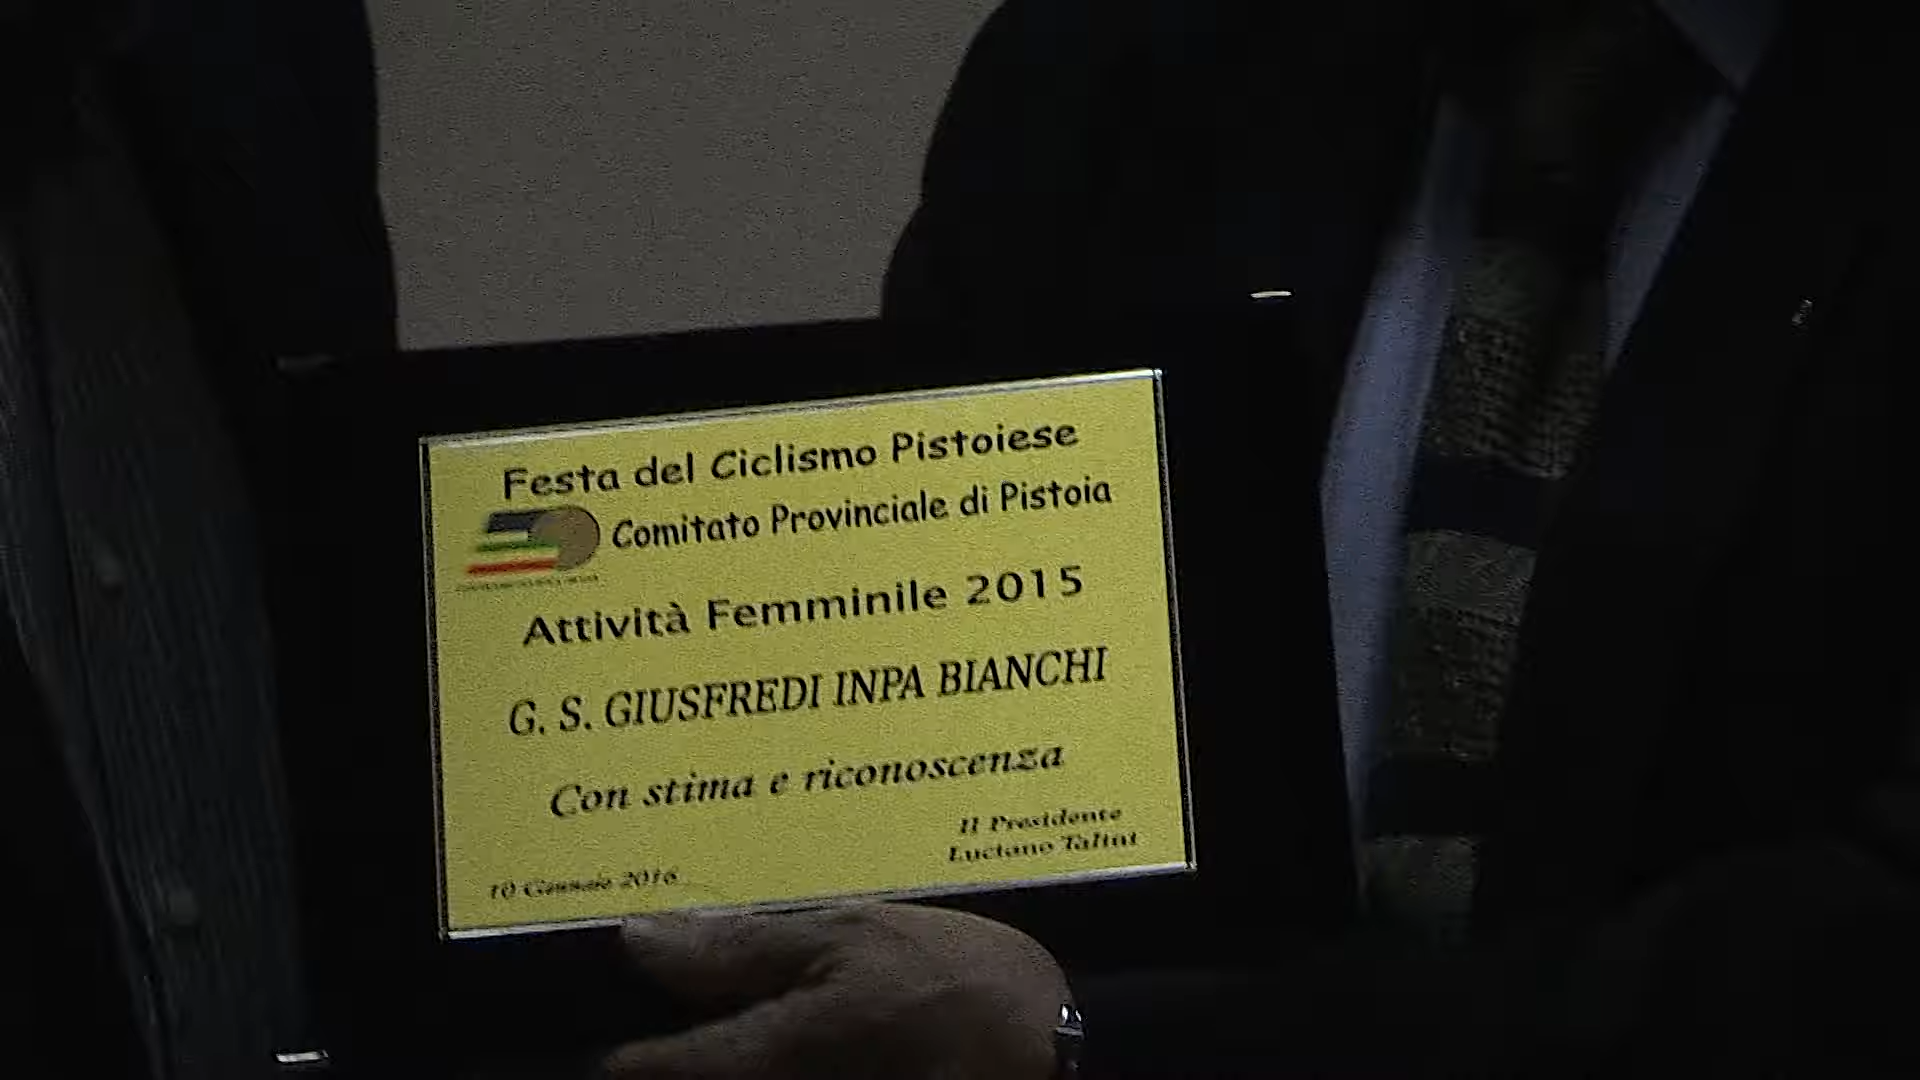 Festa del Ciclismo Pistoiese
Comitato Provinciale di Pistoia
Attività Femminile 2015
G. S. GIUSFREDI INPA BIANCHI
Con stima e riconoscenza
Il Presidente
Luciano Talini
10 Gennaio 2016